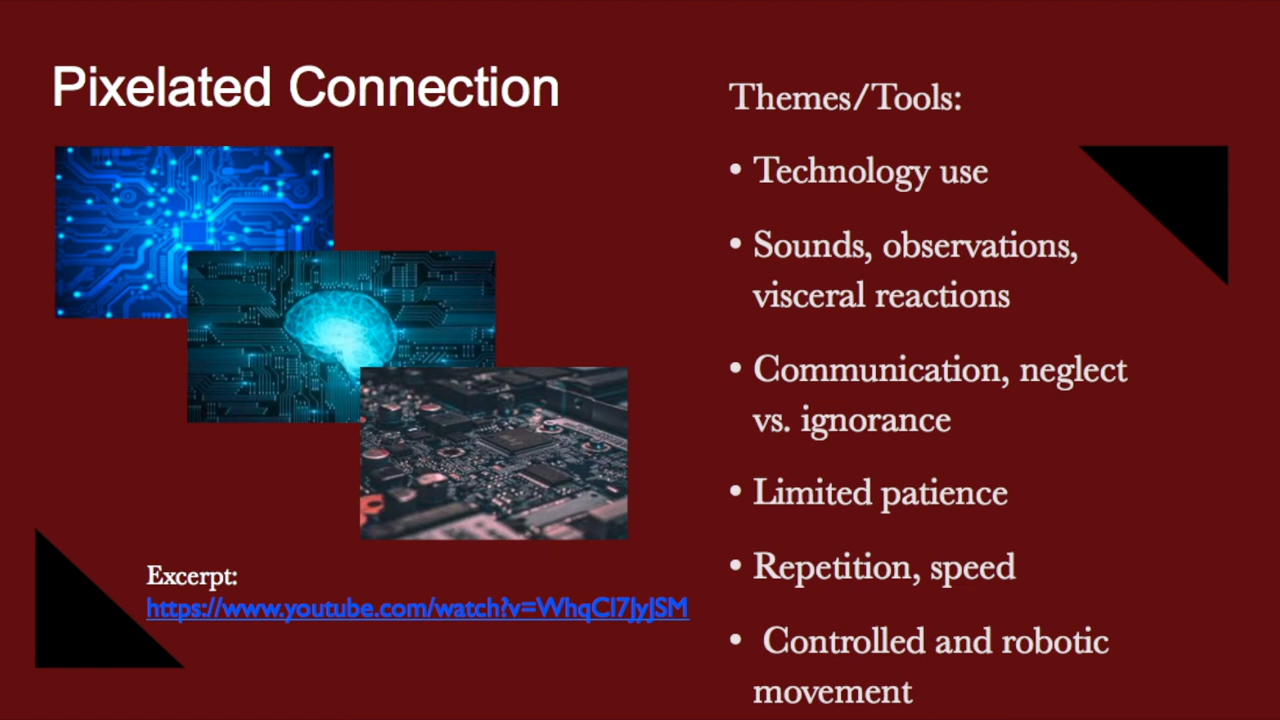 Pixelated Connection
Excerpt:
https://www.youtube.com/watch?v=WhqCl7JyJSM
Themes/Tools:
• Technology use
• Sounds, observations,
visceral reactions
• Communication, neglect
vs. ignorance
• Limited patience
• Repetition, speed
• Controlled and robotic
movement